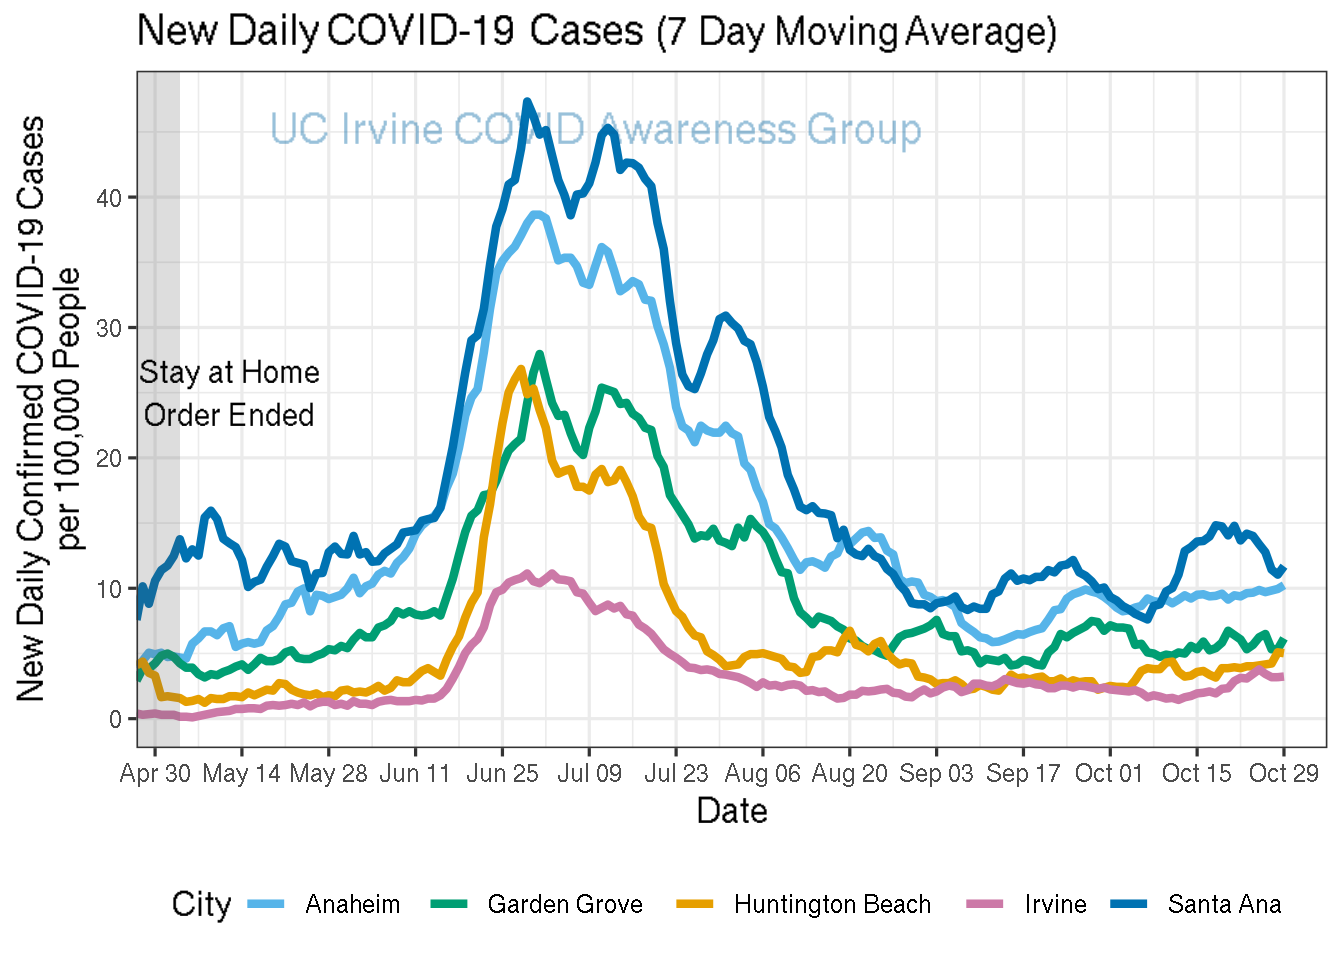 New Daily COVID-19 Cases (7 Day Moving Average)
UC Irvine COVID Awareness Group
New Daily Confirmed COVID-19 Cases
per 100,000 People
40
30
20
10
0
Stay at Home
Order Ended
Apr 30 May 14 May 28 Jun 11 Jun 25 Jul 09 Jul 23 Aug 06 Aug 20 Sep 03 Sep 17 Oct 01 Oct 15 Oct 29
Date
City Anaheim Garden Grove Huntington Beach Irvine Santa Ana